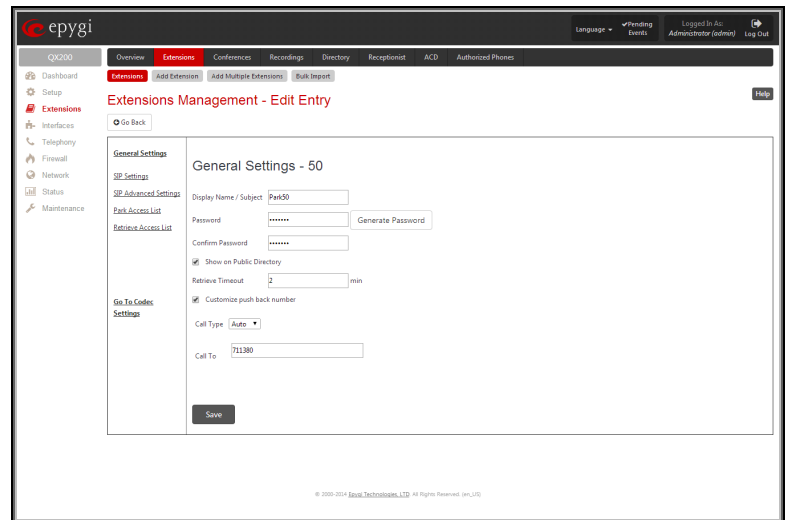 epygi
Language
Pending Events
Logged In As:
Administrator (admin)
Log Out
QX200
Overview Extensions Conferences Recordings Directory Receptionist ACD Authorized Phones
Dashboard
Setup
Extensions
Interfaces
Telephony
Firewall
Network
Status
Maintenance
Extensions Add Extension Add Multiple Extensions Bulk Import
Extensions Management - Edit Entry
Help
Go Back
General Settings
SIP Settings
SIP Advanced Settings
Park Access List
Retrieve Access List
Go To Codec
Settings
General Settings - 50
Display Name / Subject Park50
Password ••••••• Generate Password
Confirm Password •••••••
Show on Public Directory
Retrieve Timeout 2 min
Customize push back number
Call Type Auto
Call To 711380
Save
© 2000-2014 Epygi Technologies, LTD. All Rights Reserved. (en_US)